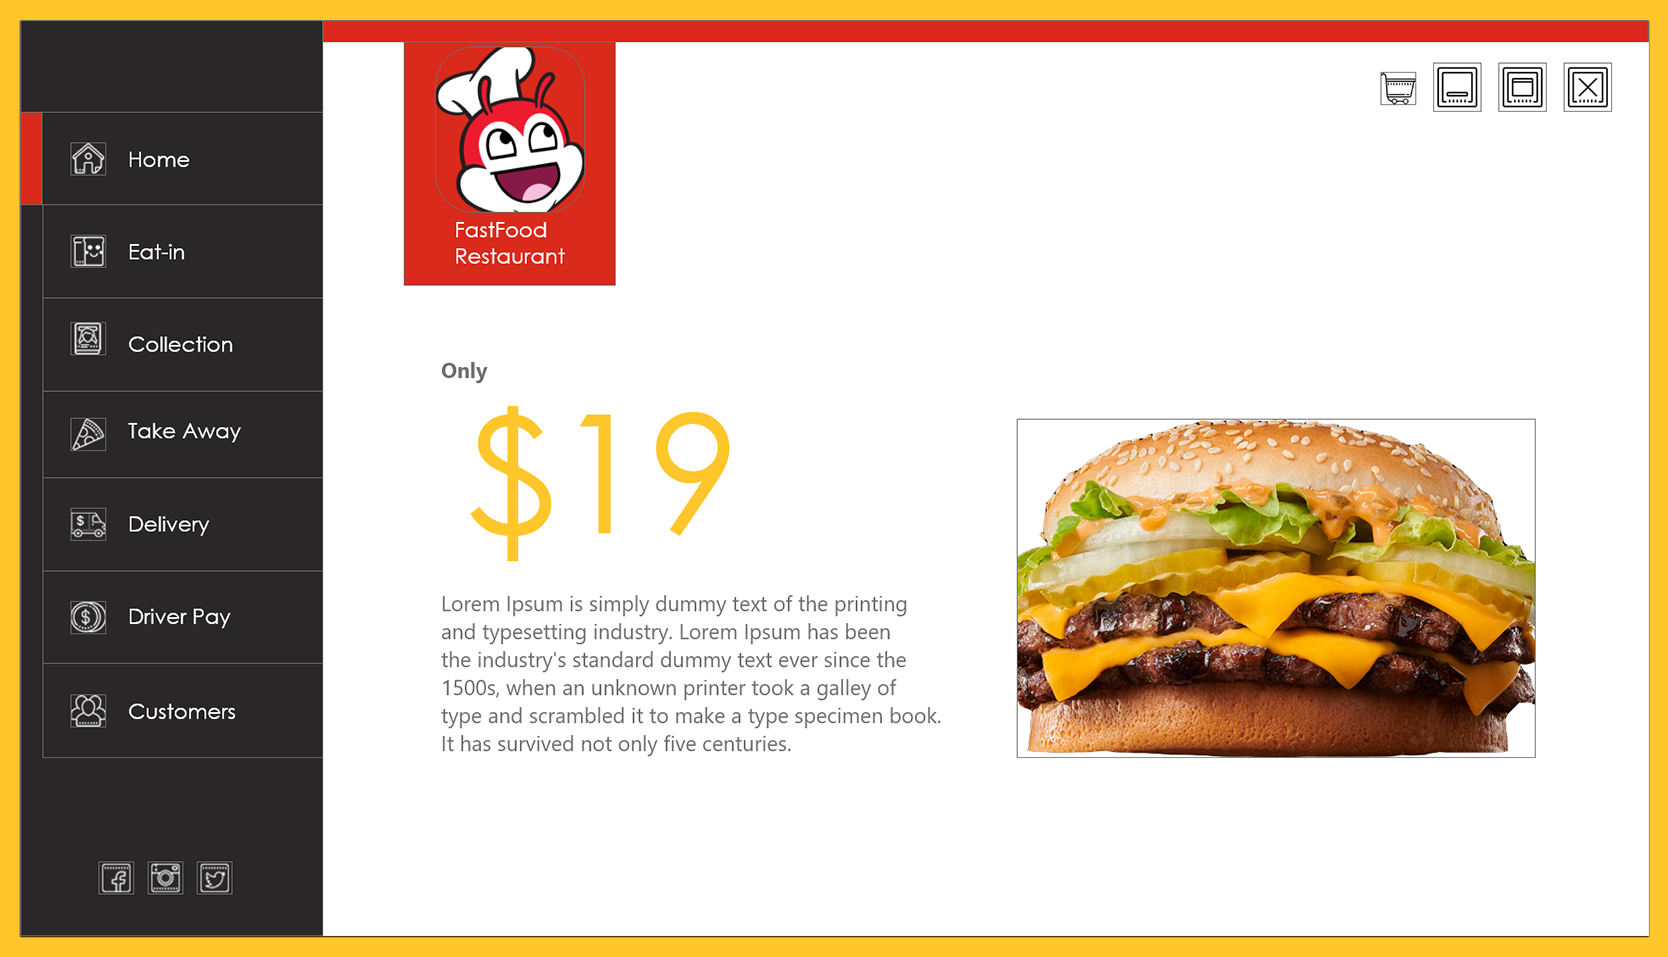 Home
Eat-in
Collection
Take Away
Delivery
Driver Pay
Customers
FastFood
Restaurant
Only
$19
Lorem Ipsum is simply dummy text of the printing
and typesetting industry. Lorem Ipsum has been
the industry's standard dummy text ever since the
1500s, when an unknown printer took a galley of
type and scrambled it to make a type specimen book.
It has survived not only five centuries.